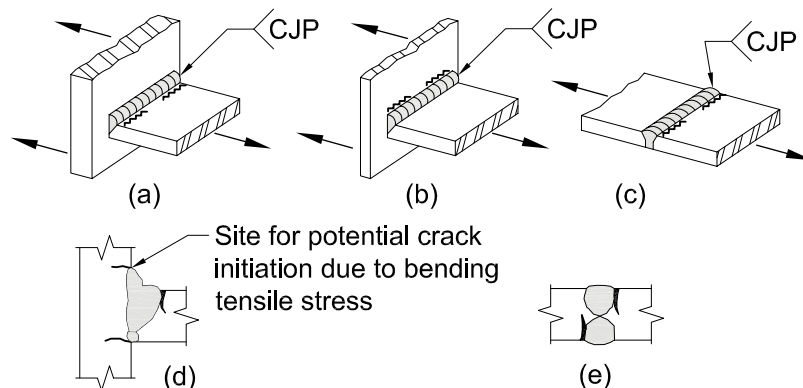 CJP
CJP
CJP
(a)
(b)
(c)
Site for potential crack
initiation due to bending
tensile stress
(d)
(e)